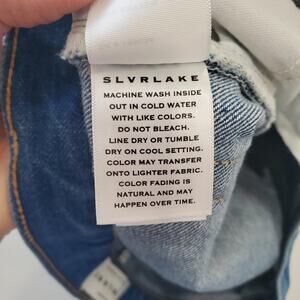 SLVRLAKE
MACHINE WASH INSIDE
OUT IN COLD WATER
WITH LIKE COLORS.
DO NOT BLEACH.
LINE DRY OR TUMBLE
DRY ON COOL SETTING.
COLOR MAY TRANSFER
ONTO LIGHTER FABRIC.
COLOR FADING IS
NATURAL AND MAY
HAPPEN OVER TIME.